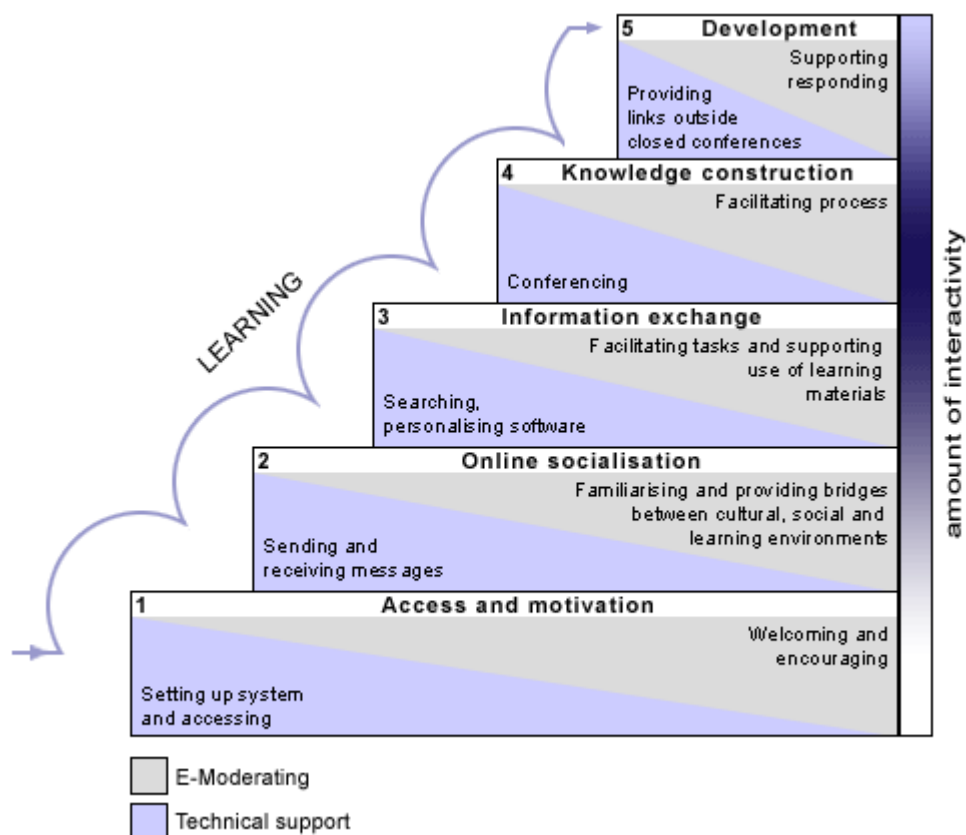 5 Development
Supporting
responding
Providing
links outside
closed conferences
4 Knowledge construction
Facilitating process
Conferencing
3 Information exchange
Facilitating tasks and supporting
use of learning
materials
Searching,
personalising software
2 Online socialisation
Familiarising and providing bridges
between cultural, social and
learning environments
Sending and
receiving messages
1 Access and motivation
Welcoming and
encouraging
Setting up system
and accessing
LEARNING
amount of interactivity
E-Moderating
Technical support